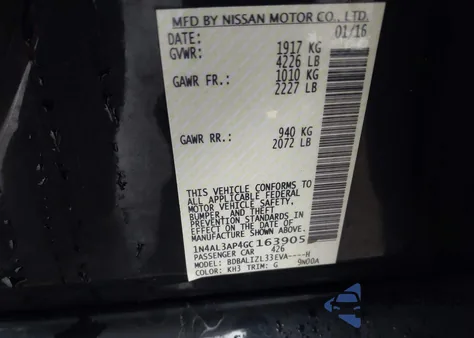 MFD BY NISSAN MOTOR CO., LTD.
DATE: 01/16
GVWR: 1917 KG
4226 LB
GAWR FR.: 1010 KG
2227 LB
GAWR RR.: 940 KG
2072 LB
THIS VEHICLE CONFORMS TO
ALL APPLICABLE FEDERAL
MOTOR VEHICLE SAFETY,
BUMPER, AND THEFT
PREVENTION STANDARDS IN
EFFECT ON THE DATE OF
MANUFACTURE SHOWN ABOVE.
1N4AL3AP4GC163905
PASSENGER CAR 426
MODEL: BDBALIZL33EVA----H
COLOR: KH3 TRIM: G 9N00A